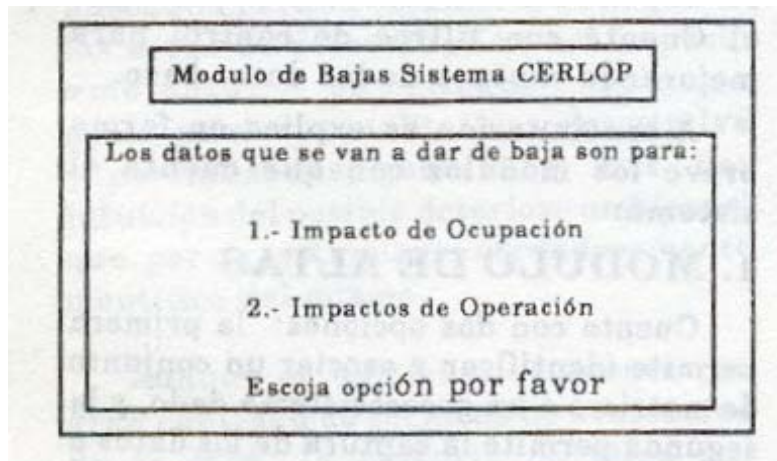 Modulo de Bajas Sistema CERLOP
Los datos que se van a dar de baja son para:
1.- Impacto de Ocupación
2.- Impactos de Operación
Escoja opción por favor